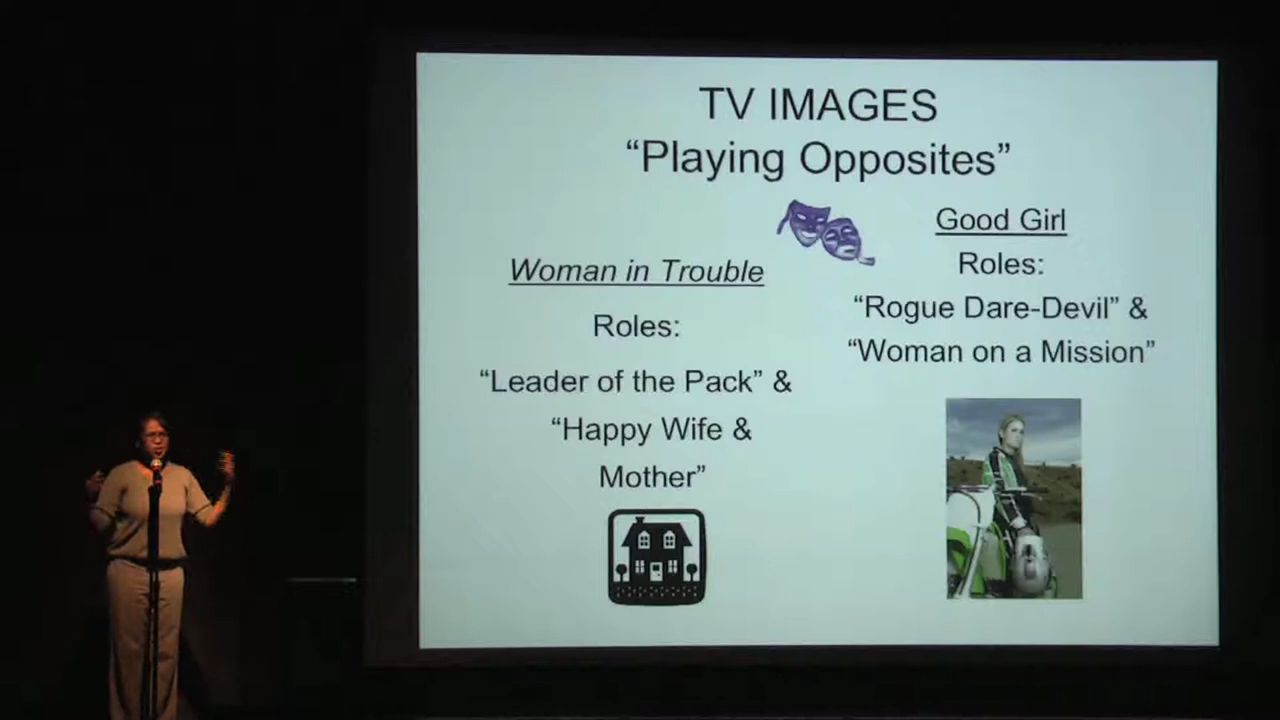 TV IMAGES
“Playing Opposites”
Woman in Trouble
Roles:
“Leader of the Pack” &
“Happy Wife &
Mother”
Good Girl
Roles:
“Rogue Dare-Devil” &
“Woman on a Mission”